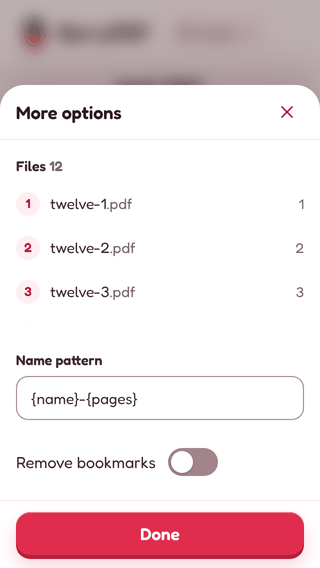 More options
Files 12
1 twelve-1.pdf 1
2 twelve-2.pdf 2
3 twelve-3.pdf 3
Name pattern
{name}-{pages}
Remove bookmarks
Done